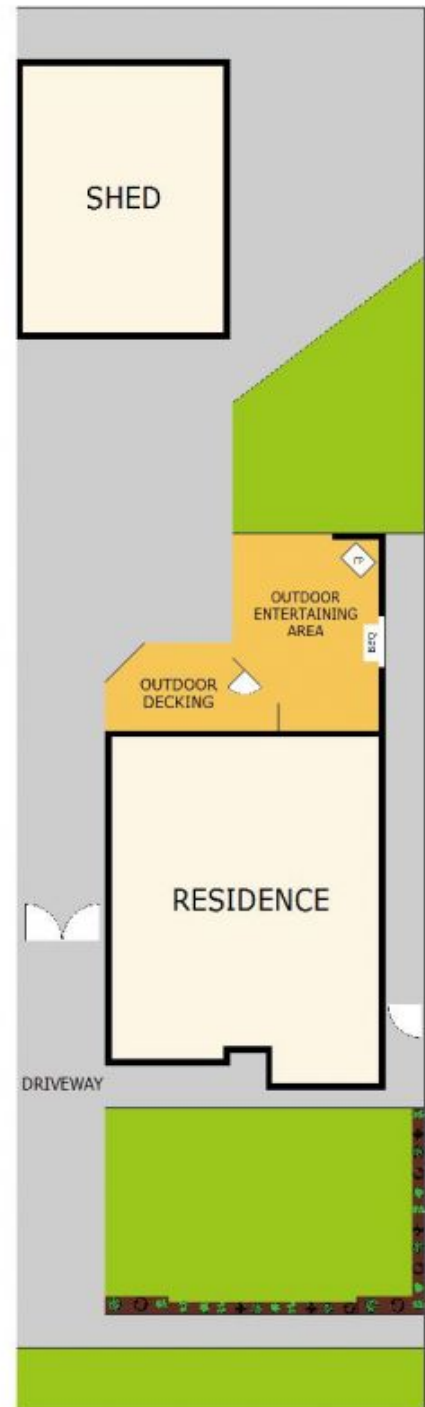 SHED
OUTDOOR
ENTERTAINING
AREA
BBQ
OUTDOOR
DECKING
RESIDENCE
DRIVEWAY